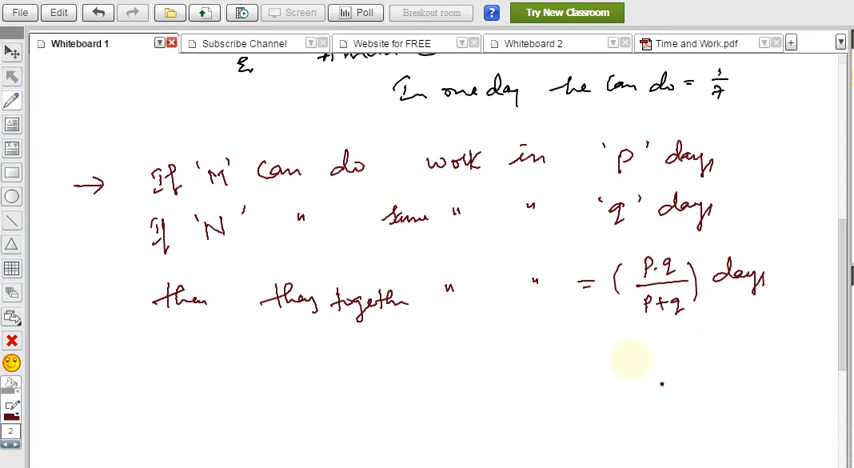 File Edit Screen Poll Breakout room ? Try New Classroom
Whiteboard 1 Subscribe Channel Website for FREE Whiteboard 2 Time and Work.pdf
In one day he can do = 1/7
→ If 'M' can do work in 'P' days
If 'N' " same " " 'q' days
then they together " " = (p.q / p+q) days
2